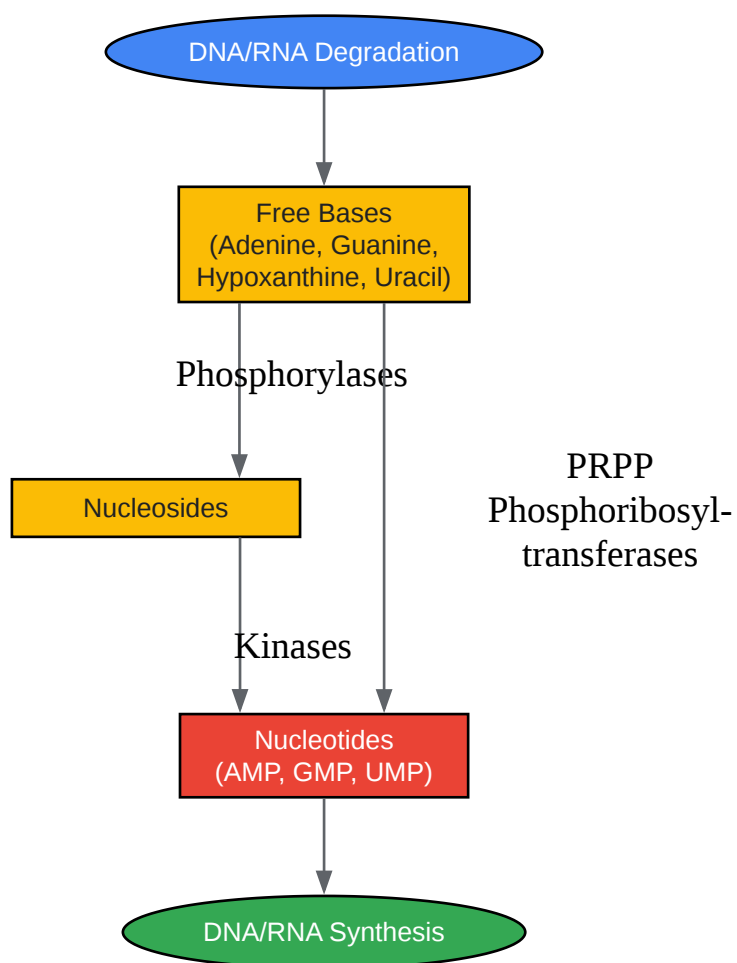 DNA/RNA Degradation
Free Bases
(Adenine, Guanine,
Hypoxanthine, Uracil)
Phosphorylases
PRPP
Phosphoribosyl-
transferases
Nucleosides
Kinases
Nucleotides
(AMP, GMP, UMP)
DNA/RNA Synthesis